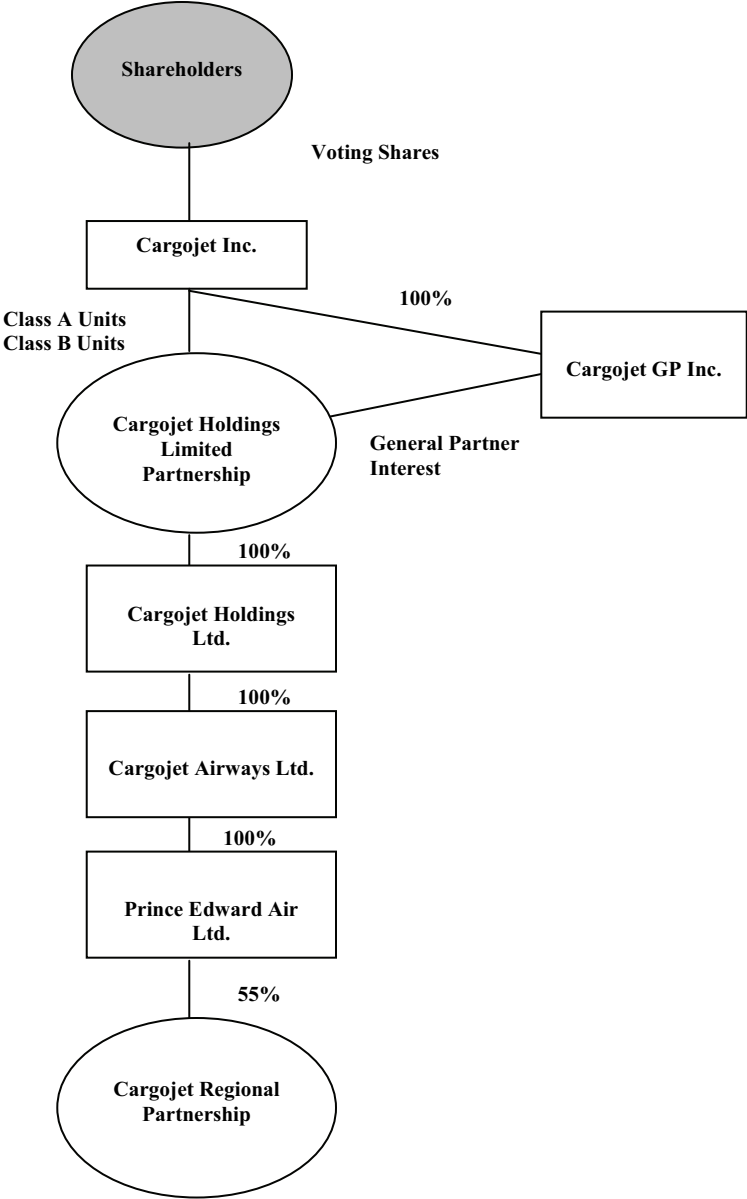 Shareholders
Voting Shares
Cargojet Inc.
100%
Class A Units
Class B Units
Cargojet GP Inc.
Cargojet Holdings
Limited
Partnership
General Partner
Interest
100%
Cargojet Holdings
Ltd.
100%
Cargojet Airways Ltd.
100%
Prince Edward Air
Ltd.
55%
Cargojet Regional
Partnership